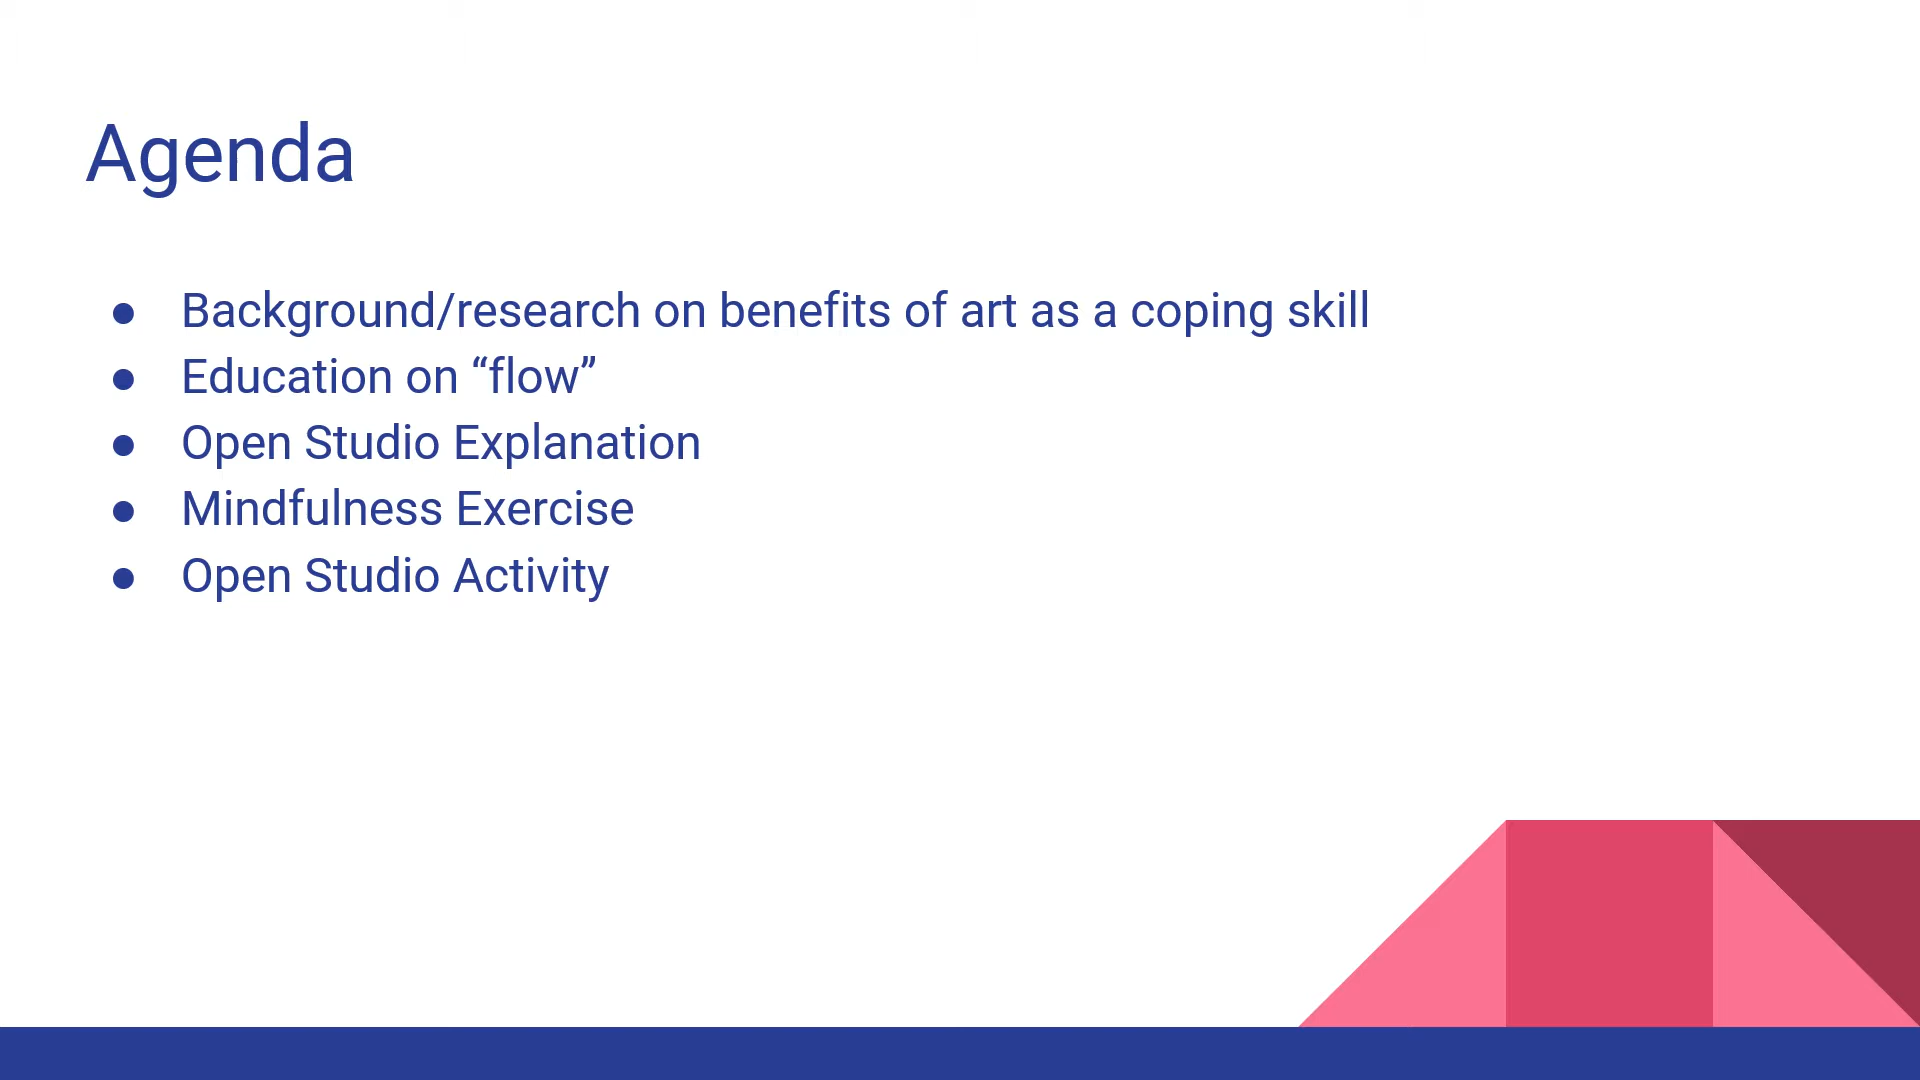 Agenda
● Background/research on benefits of art as a coping skill
● Education on “flow”
● Open Studio Explanation
● Mindfulness Exercise
● Open Studio Activity